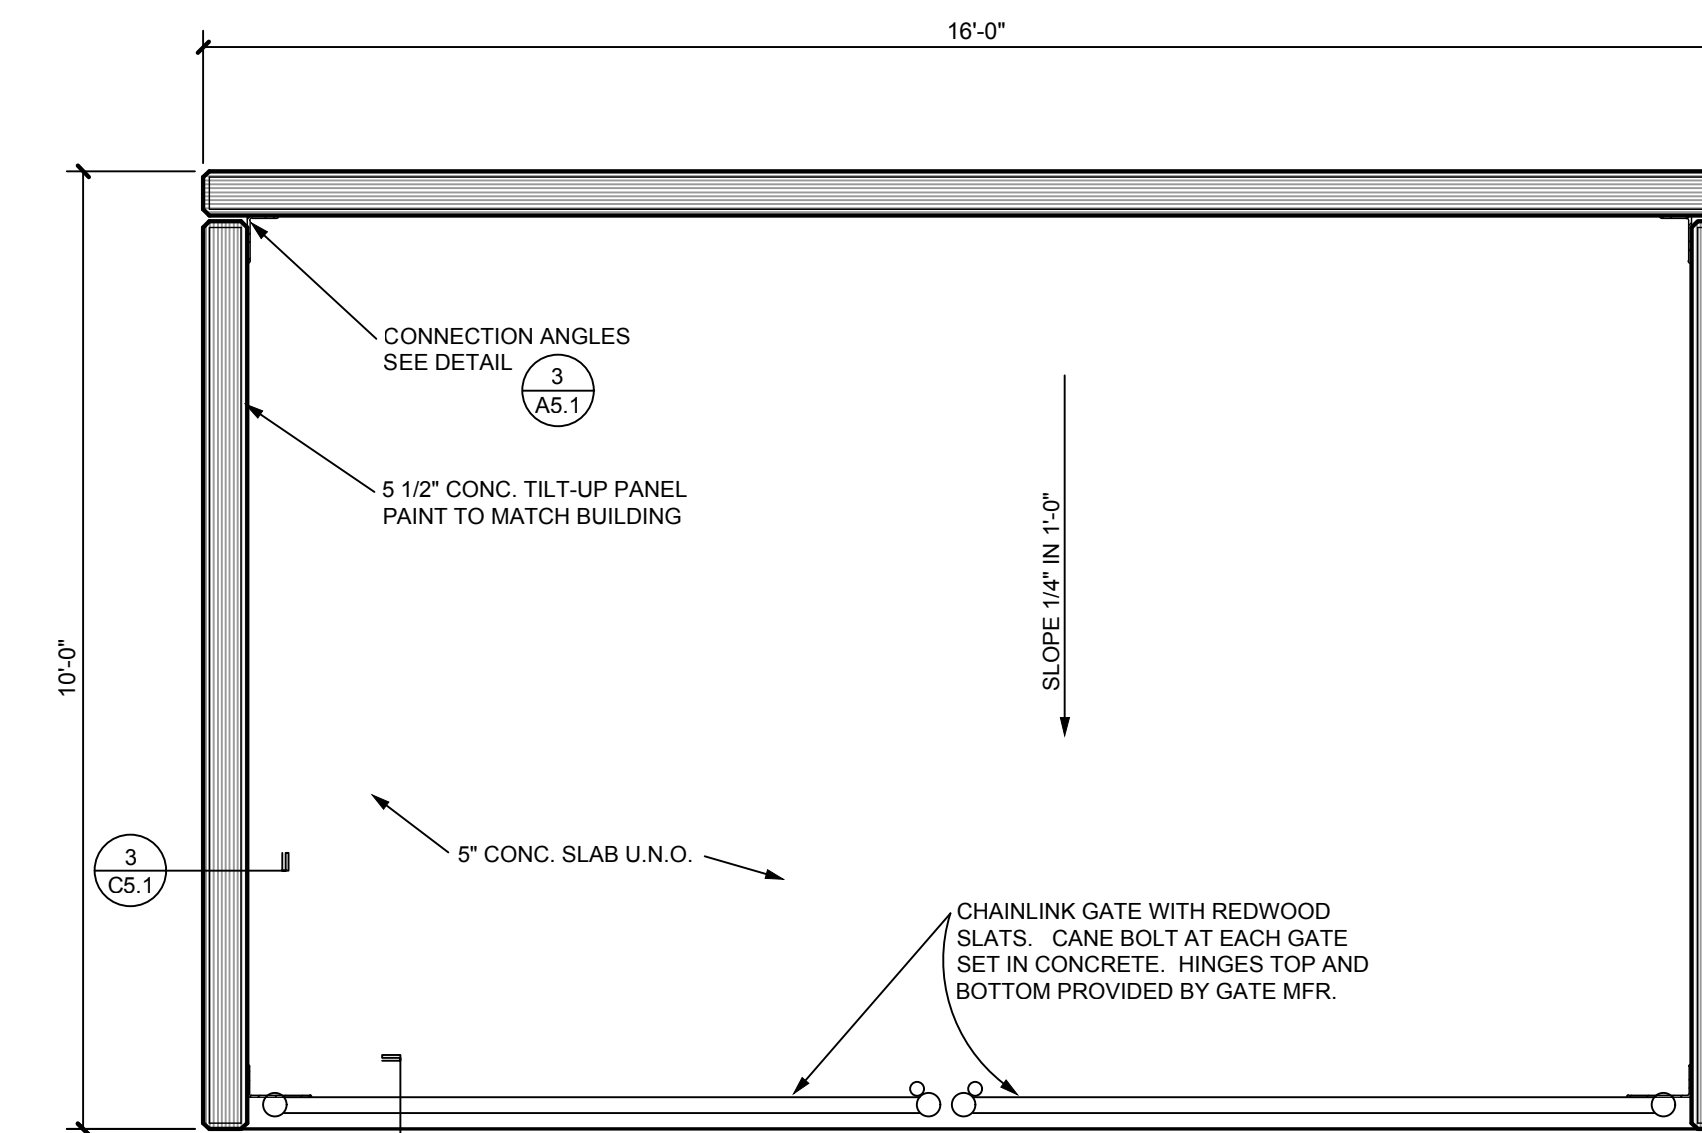 16'-0"
CONNECTION ANGLES
SEE DETAIL
3
A5.1
5 1/2" CONC. TILT-UP PANEL
PAINT TO MATCH BUILDING
SLOPE 1/4" IN 1'-0"
10'-0"
3
C5.1
5" CONC. SLAB U.N.O.
CHAINLINK GATE WITH REDWOOD
SLATS. CANE BOLT AT EACH GATE
SET IN CONCRETE. HINGES TOP AND
BOTTOM PROVIDED BY GATE MFR.